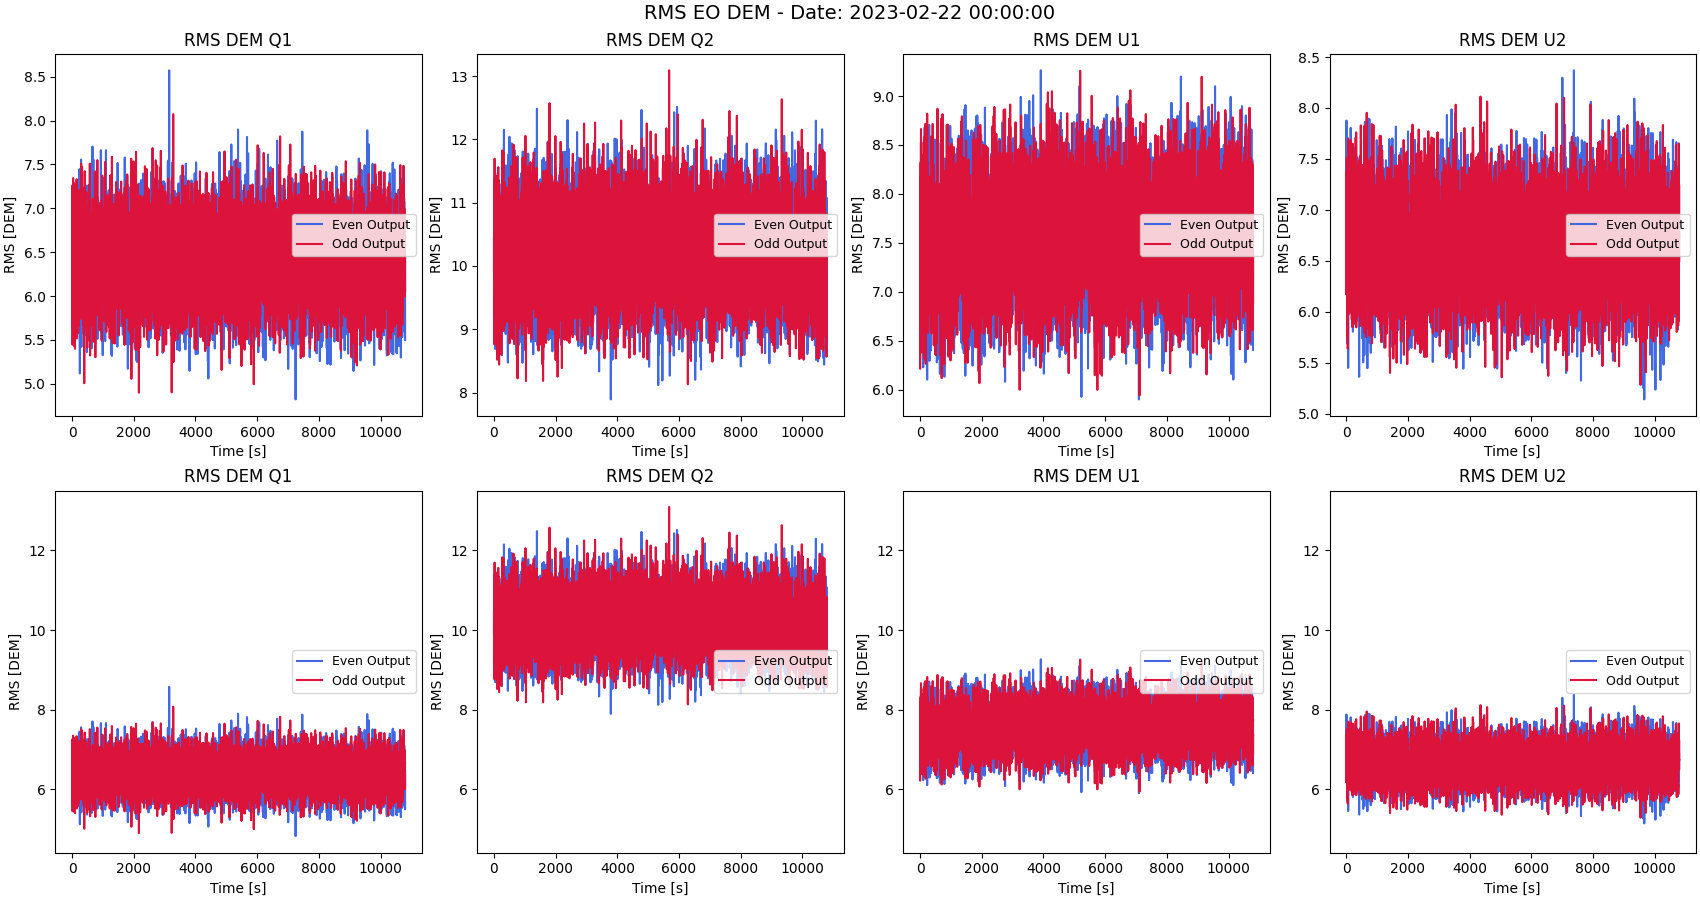 RMS EO DEM - Date: 2023-02-22 00:00:00
RMS DEM Q1
RMS [DEM]
8.5
8.0
7.5
7.0
6.5
6.0
5.5
5.0
Even Output
Odd Output
0 2000 4000 6000 8000 10000
Time [s]
RMS DEM Q2
RMS [DEM]
13
12
11
10
9
8
Even Output
Odd Output
0 2000 4000 6000 8000 10000
Time [s]
RMS DEM U1
RMS [DEM]
9.0
8.5
8.0
7.5
7.0
6.5
6.0
Even Output
Odd Output
0 2000 4000 6000 8000 10000
Time [s]
RMS DEM U2
RMS [DEM]
8.5
8.0
7.5
7.0
6.5
6.0
5.5
5.0
Even Output
Odd Output
0 2000 4000 6000 8000 10000
Time [s]
RMS DEM Q1
RMS [DEM]
12
10
8
6
Even Output
Odd Output
0 2000 4000 6000 8000 10000
Time [s]
RMS DEM Q2
RMS [DEM]
12
10
8
6
Even Output
Odd Output
0 2000 4000 6000 8000 10000
Time [s]
RMS DEM U1
RMS [DEM]
12
10
8
6
Even Output
Odd Output
0 2000 4000 6000 8000 10000
Time [s]
RMS DEM U2
RMS [DEM]
12
10
8
6
Even Output
Odd Output
0 2000 4000 6000 8000 10000
Time [s]